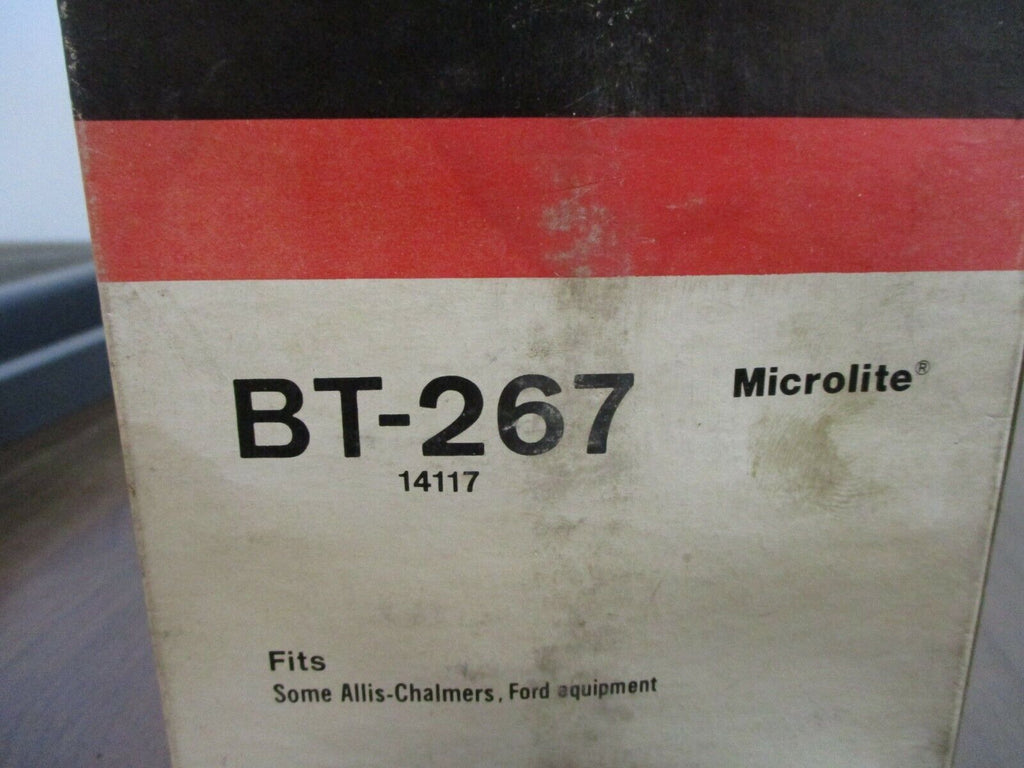 BT-267
Microlite®
14117
Fits
Some Allis-Chalmers, Ford equipment